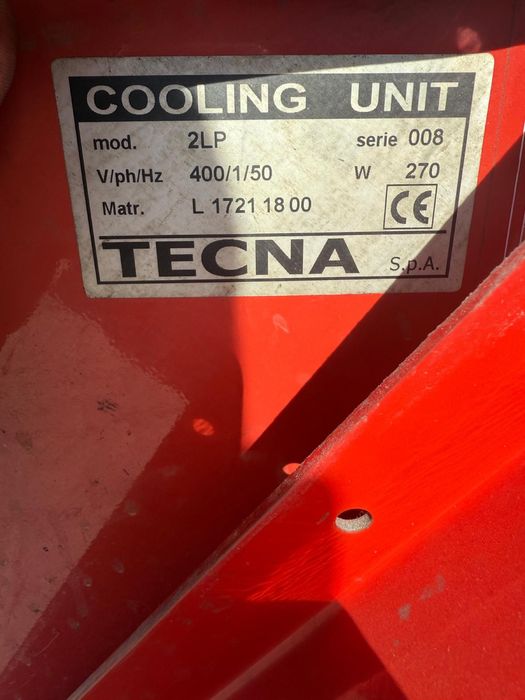 COOLING UNIT
mod. 2LP serie 008
V/ph/Hz 400/1/50 W 270
Matr. L 1721 18 00 CE
TECNA S.p.A.